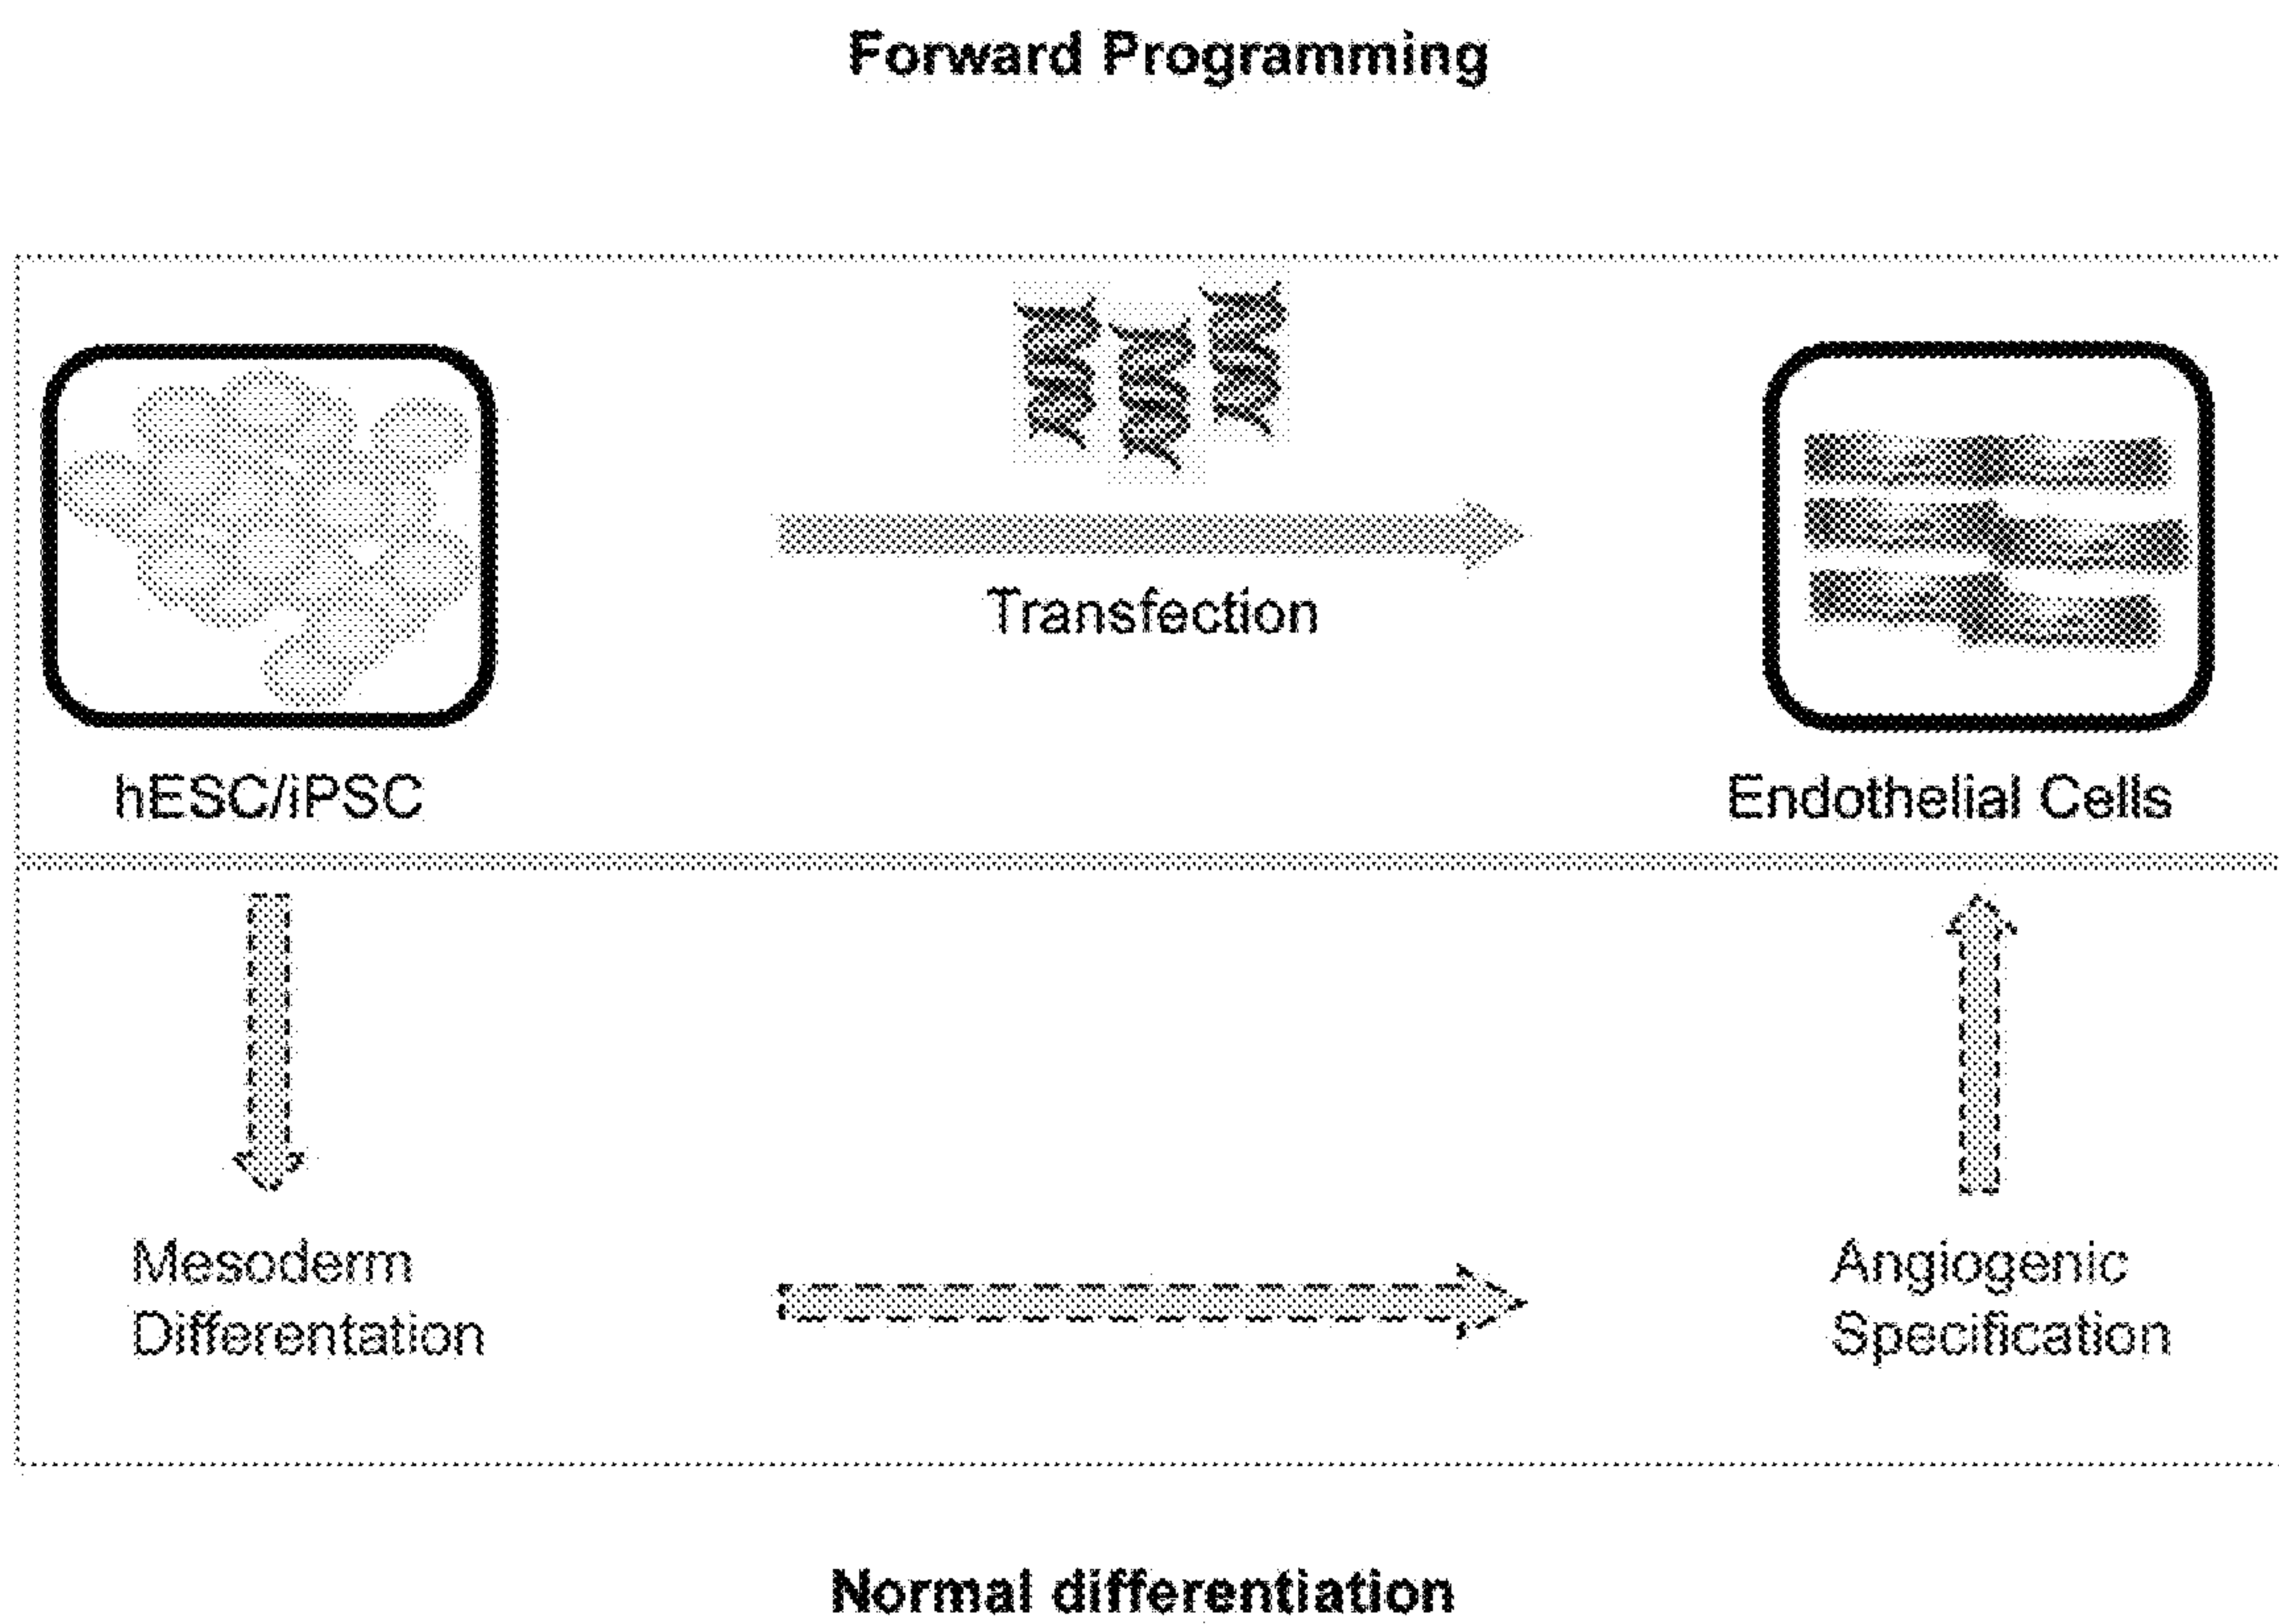 Forward Programming
Transfection
hESC/iPSC
Endothelial Cells
Mesoderm
Differentation
Angiogenic
Specification
Normal differentiation